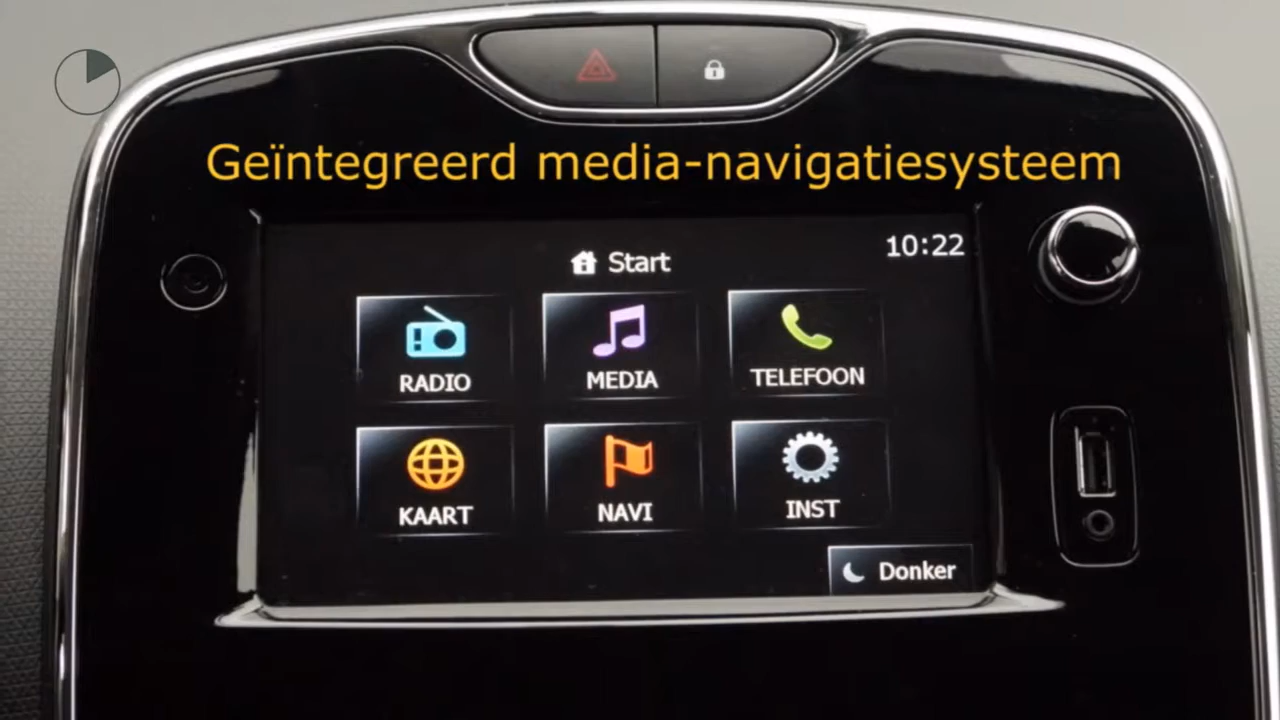 Geïntegreerd media-navigatiesysteem
Start
10:22
RADIO
MEDIA
TELEFOON
KAART
NAVI
INST
Donker